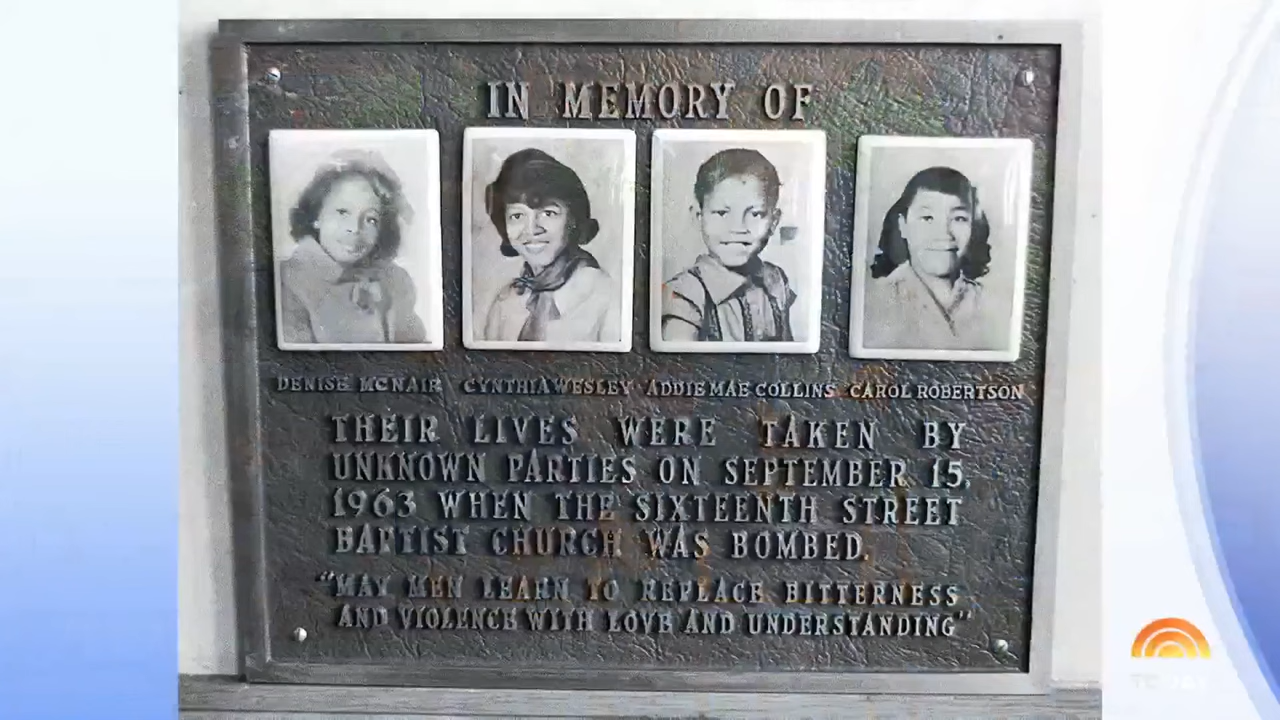 IN MEMORY OF
DENISE MCNAIR CYNTHIA WESLEY ADDIE MAE COLLINS CAROL ROBERTSON
THEIR LIVES WERE TAKEN BY
UNKNOWN PARTIES ON SEPTEMBER 15,
1963 WHEN THE SIXTEENTH STREET
BAPTIST CHURCH WAS BOMBED.
"MAY MEN LEARN TO REPLACE BITTERNESS
AND VIOLENCE WITH LOVE AND UNDERSTANDING"
TODAY